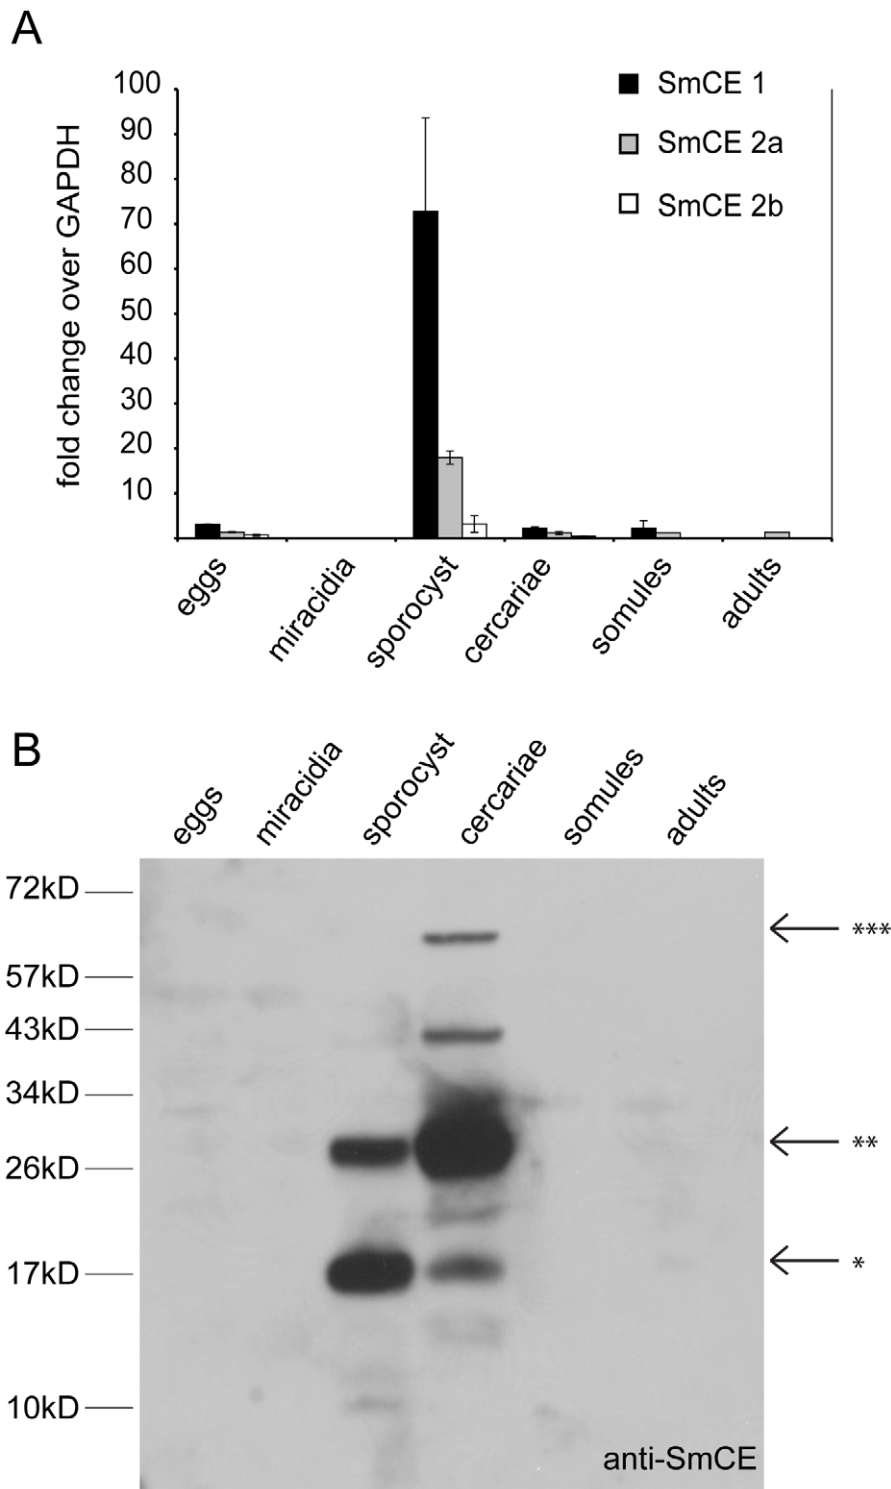 A
fold change over GAPDH
100
90
80
70
60
50
40
30
20
10
SmCE 1
SmCE 2a
SmCE 2b
eggs
miracidia
sporocyst
cercariae
somules
adults
B
eggs
miracidia
sporocyst
cercariae
somules
adults
72kD
57kD
43kD
34kD
26kD
17kD
10kD
***
**
*
anti-SmCE